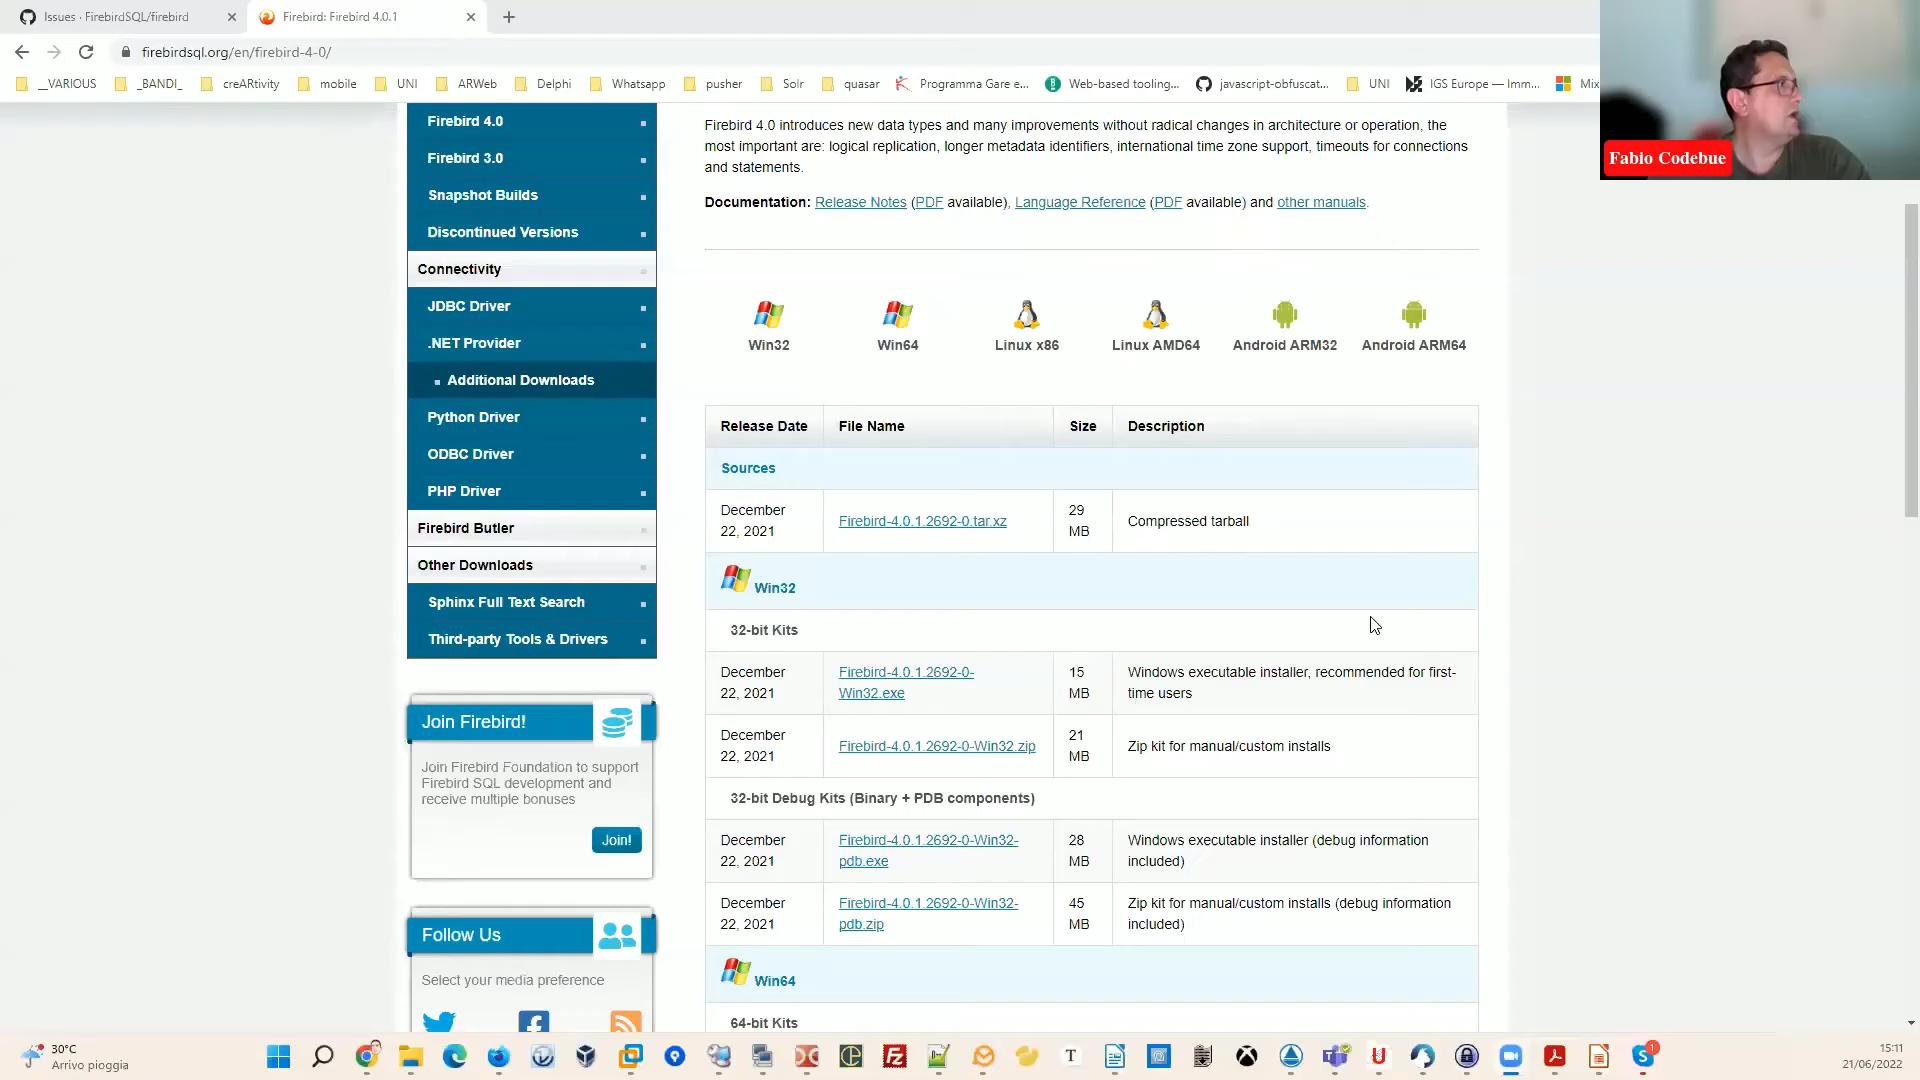 Issues · FirebirdSQL/firebird
Firebird: Firebird 4.0.1
firebirdsql.org/en/firebird-4-0/
__VARIOUS
_BANDI_
creARtivity
mobile
UNI
ARWeb
Delphi
Whatsapp
pusher
Solr
quasar
Programma Gare e...
Web-based tooling...
javascript-obfuscat...
UNI
IGS Europe — Imm...
Mix
Fabio Codebue
Firebird 4.0
Firebird 3.0
Snapshot Builds
Discontinued Versions
Connectivity
JDBC Driver
.NET Provider
Additional Downloads
Python Driver
ODBC Driver
PHP Driver
Firebird Butler
Other Downloads
Sphinx Full Text Search
Third-party Tools & Drivers
Join Firebird!
Join Firebird Foundation to support
Firebird SQL development and
receive multiple bonuses
Join!
Follow Us
Select your media preference
Firebird 4.0 introduces new data types and many improvements without radical changes in architecture or operation, the
most important are: logical replication, longer metadata identifiers, international time zone support, timeouts for connections
and statements.
Documentation: Release Notes (PDF available), Language Reference (PDF available) and other manuals.
Win32
Win64
Linux x86
Linux AMD64
Android ARM32
Android ARM64
Release Date File Name Size Description
Sources
December
22, 2021
Firebird-4.0.1.2692-0.tar.xz
29
MB
Compressed tarball
Win32
32-bit Kits
December
22, 2021
Firebird-4.0.1.2692-0-
Win32.exe
15
MB
Windows executable installer, recommended for first-
time users
December
22, 2021
Firebird-4.0.1.2692-0-Win32.zip
21
MB
Zip kit for manual/custom installs
32-bit Debug Kits (Binary + PDB components)
December
22, 2021
Firebird-4.0.1.2692-0-Win32-
pdb.exe
28
MB
Windows executable installer (debug information
included)
December
22, 2021
Firebird-4.0.1.2692-0-Win32-
pdb.zip
45
MB
Zip kit for manual/custom installs (debug information
included)
Win64
64-bit Kits
30°C
Arrivo pioggia
15:11
21/06/2022